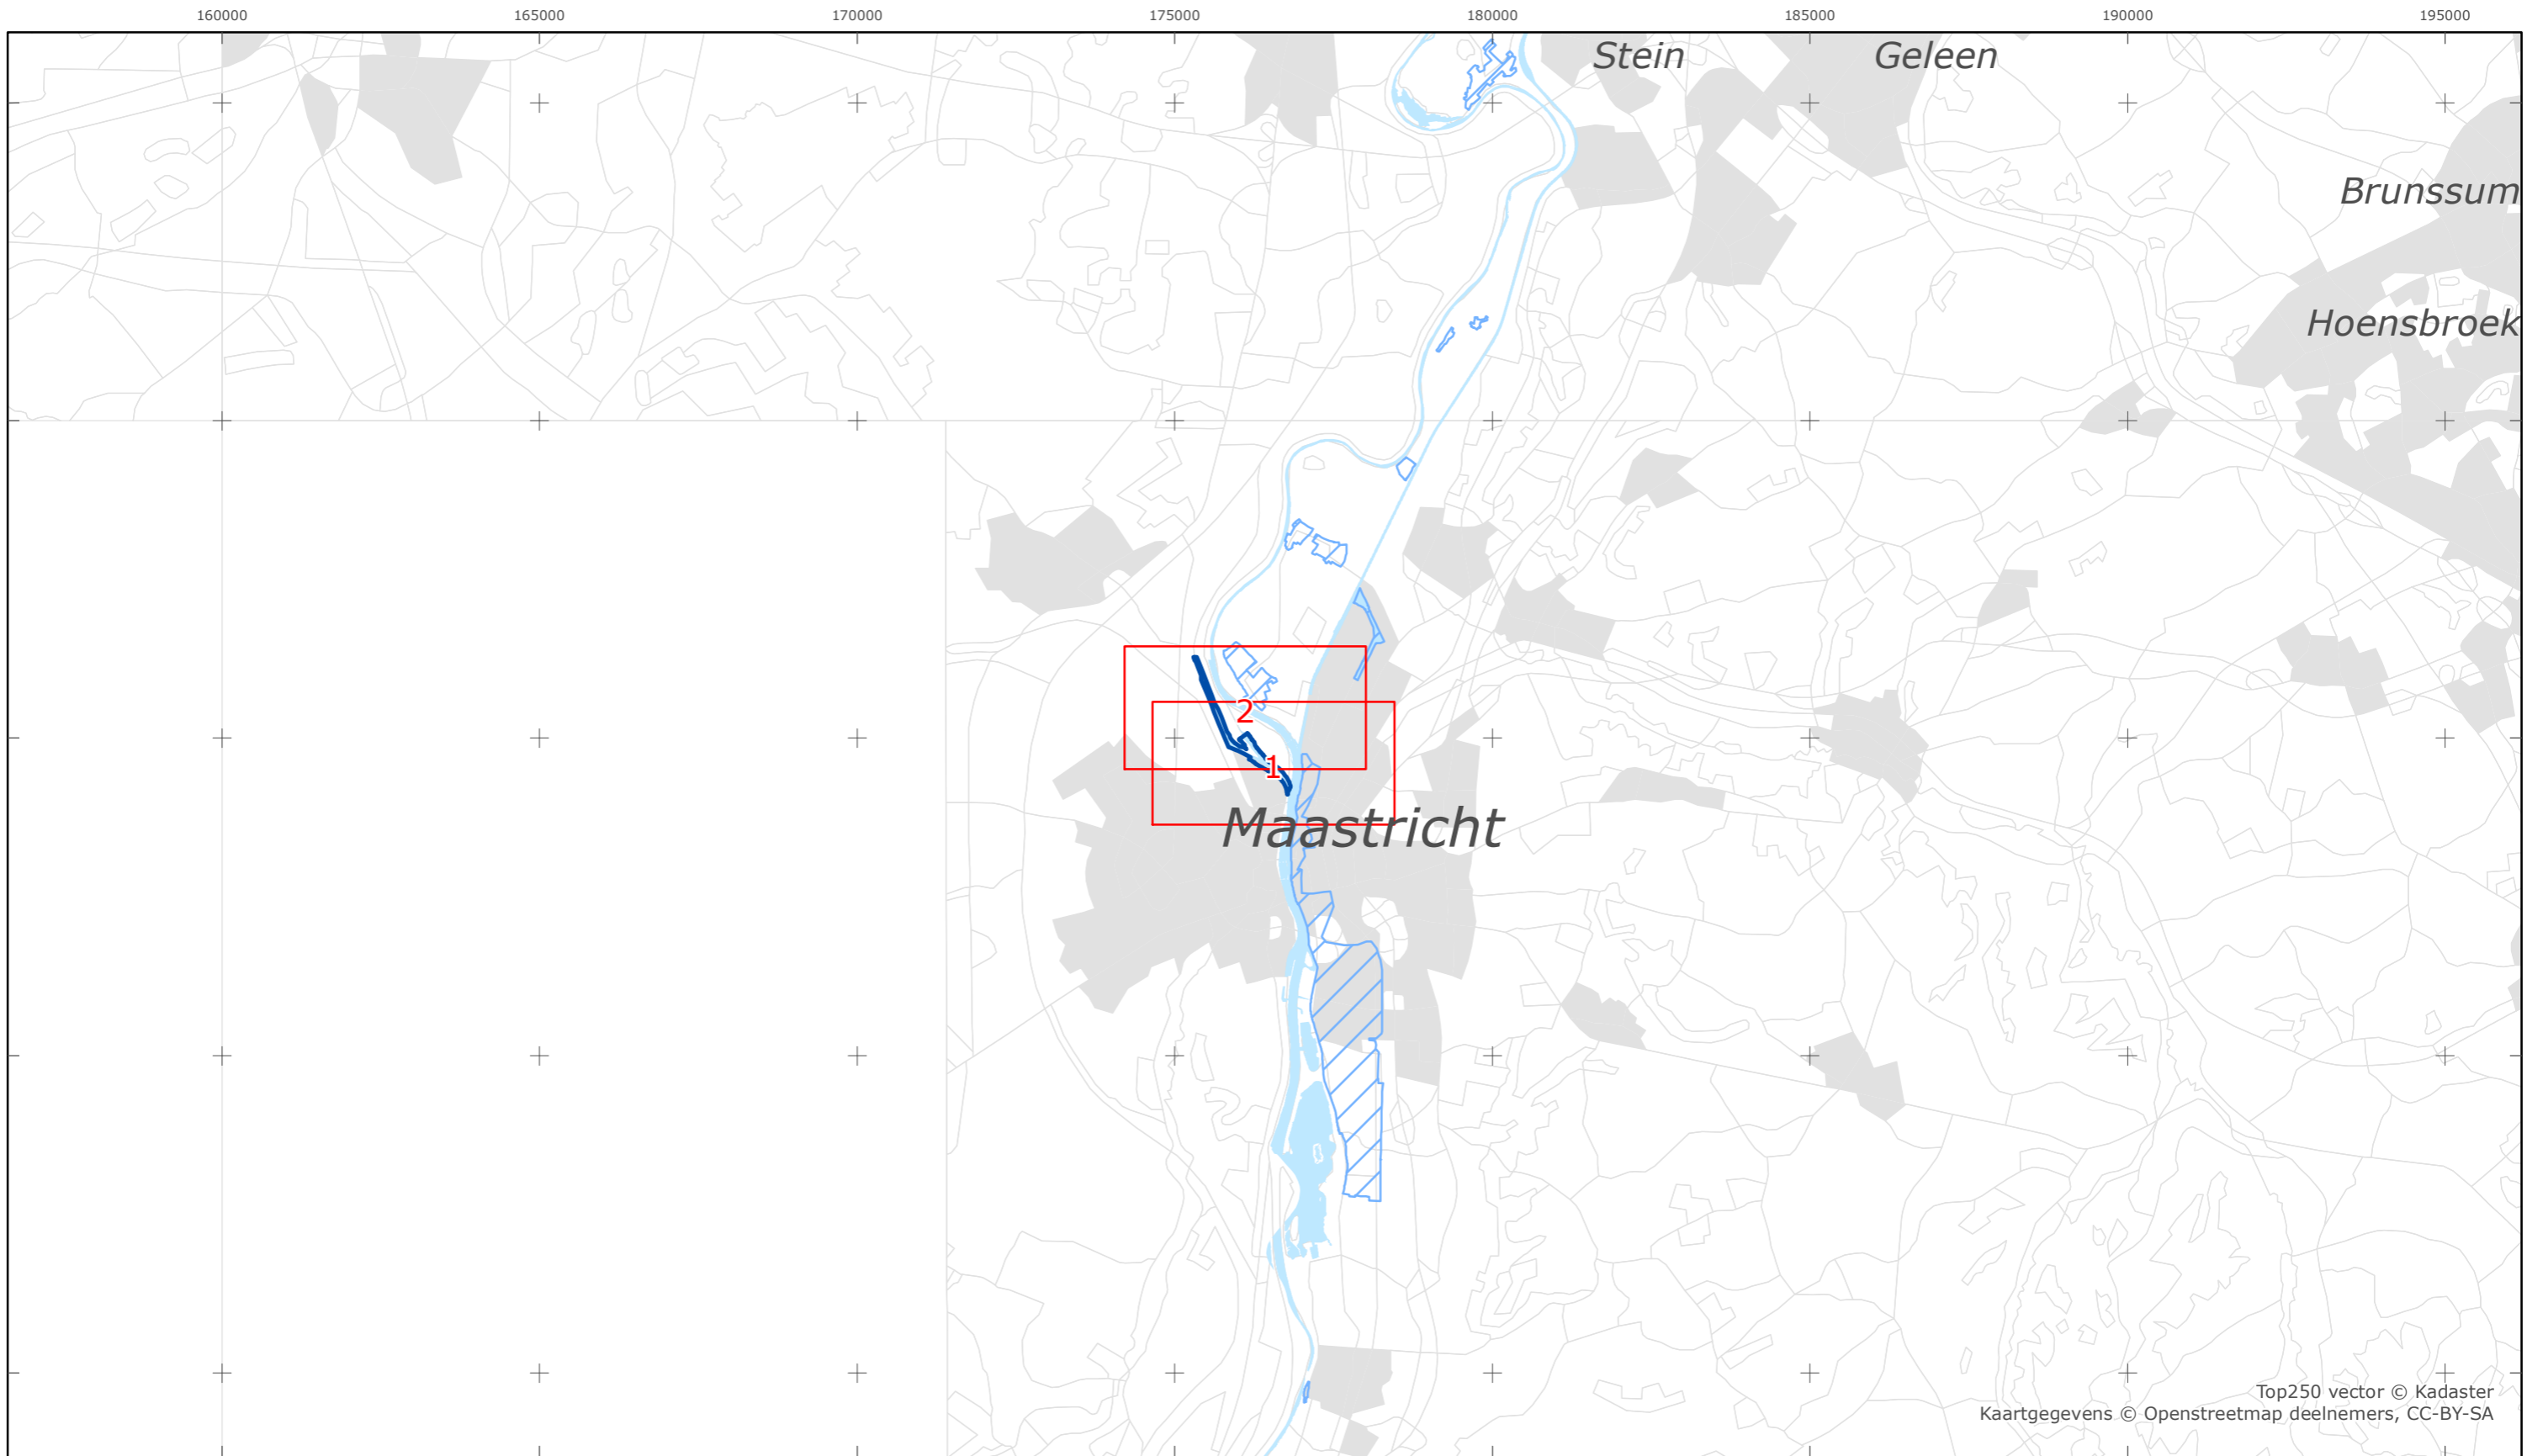 160000 165000 170000 175000 180000 185000 190000 195000
Stein Geleen
Brunssum
Hoensbroek
2
1
Maastricht
Top250 vector © Kadaster
Kaartgegevens © Openstreetmap deelnemers, CC-BY-SA